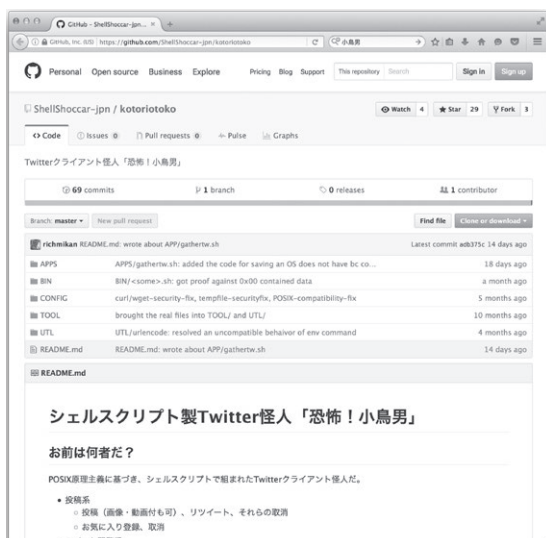 GitHub - ShellShoccar-jpn...
GitHub, Inc. (US) https://github.com/ShellShoccar-jpn/kotoriotoko 小鳥男
Personal Open source Business Explore Pricing Blog Support This repository Search Sign in Sign up
ShellShoccar-jpn / kotoriotoko Watch 4 Star 29 Fork 3
Code Issues 0 Pull requests 0 Pulse Graphs
Twitterクライアント怪人「恐怖！小鳥男」
69 commits 1 branch 0 releases 1 contributor
Branch: master New pull request Find file Clone or download
richmikan README.md: wrote about APP/gathertw.sh Latest commit adb375c 14 days ago
APPS APPS/gathertw.sh: added the code for saving an OS does not have bc co... 18 days ago
BIN BIN/<some>.sh: got proof against 0x00 contained data a month ago
CONFIG curl/wget-security-fix, tempfile-securityfix, POSIX-compatibility-fix 5 months ago
TOOL brought the real files into TOOL/ and UTL/ 10 months ago
UTL UTL/urlencode: resolved an uncompatible behaivor of env command 4 months ago
README.md README.md: wrote about APP/gathertw.sh 14 days ago
README.md
シェルスクリプト製Twitter怪人「恐怖！小鳥男」
お前は何者だ？
POSIX原理主義に基づき、シェルスクリプトで組まれたTwitterクライアント怪人だ。
• 投稿系
◦ 投稿（画像・動画付も可）、リツイート、それらの取消
◦ お気に入り登録、取消